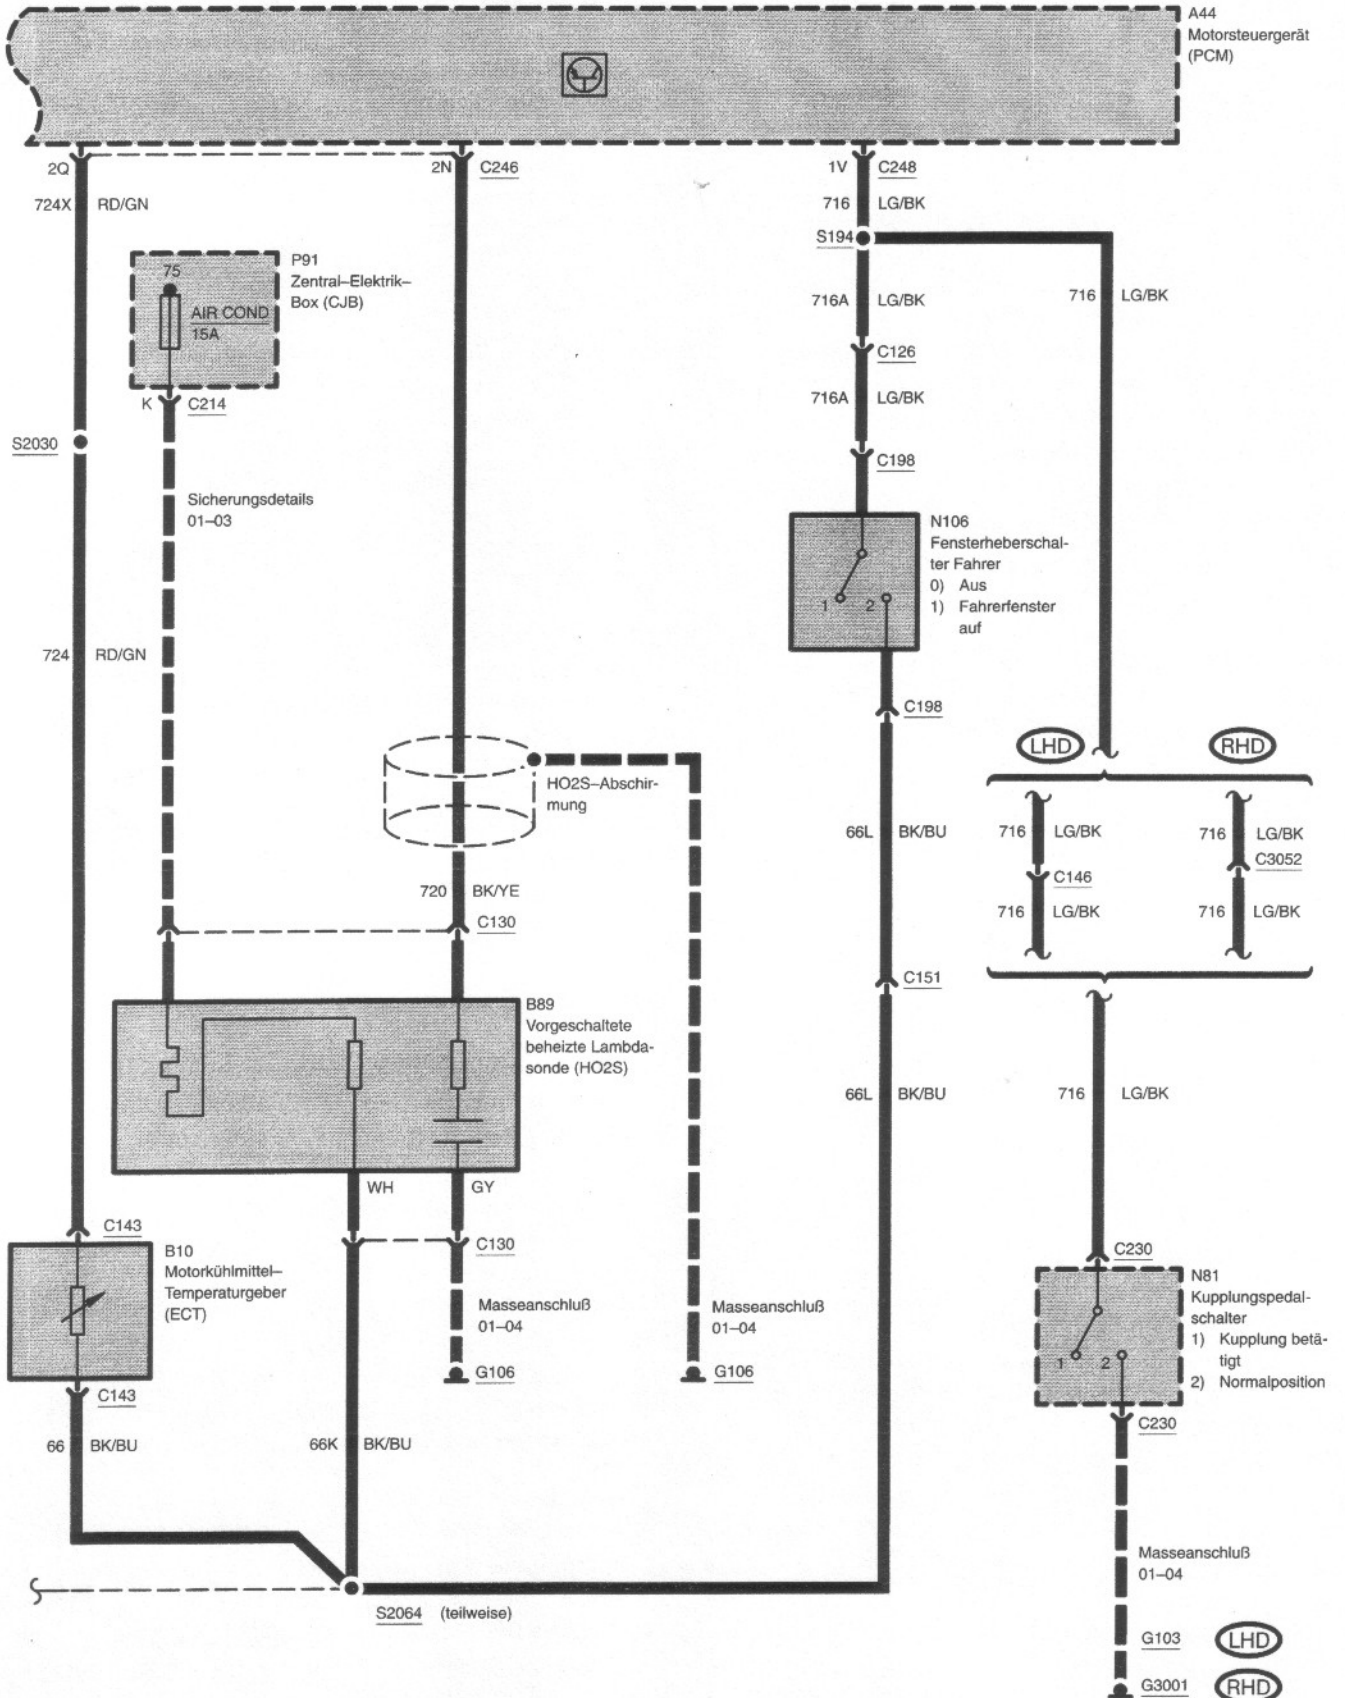 A44
Motorsteuergerät
(PCM)
2Q
2N
C246
1V
C248
724X
RD/GN
716
LG/BK
S194
P91
Zentral–Elektrik–
Box (CJB)
75
AIR COND
15A
K
C214
716A
LG/BK
716
LG/BK
C126
716A
LG/BK
S2030
C198
Sicherungsdetails
01–03
N106
Fensterheberschal-
ter Fahrer
0) Aus
1) Fahrerfenster
auf
1
2
724
RD/GN
C198
LHD
RHD
HO2S–Abschir-
mung
66L
BK/BU
716
LG/BK
716
LG/BK
C3052
C146
720
BK/YE
716
LG/BK
716
LG/BK
C130
C151
B89
Vorgeschaltete
beheizte Lambda-
sonde (HO2S)
66L
BK/BU
716
LG/BK
WH
GY
C143
C130
C230
B10
Motorkühlmittel–
Temperaturgeber
(ECT)
N81
Kupplungspedal-
schalter
1) Kupplung betä-
tigt
2) Normalposition
1
2
Masseanschluß
01–04
Masseanschluß
01–04
G106
G106
C143
C230
66
BK/BU
66K
BK/BU
Masseanschluß
01–04
S2064
(teilweise)
G103
LHD
G3001
RHD